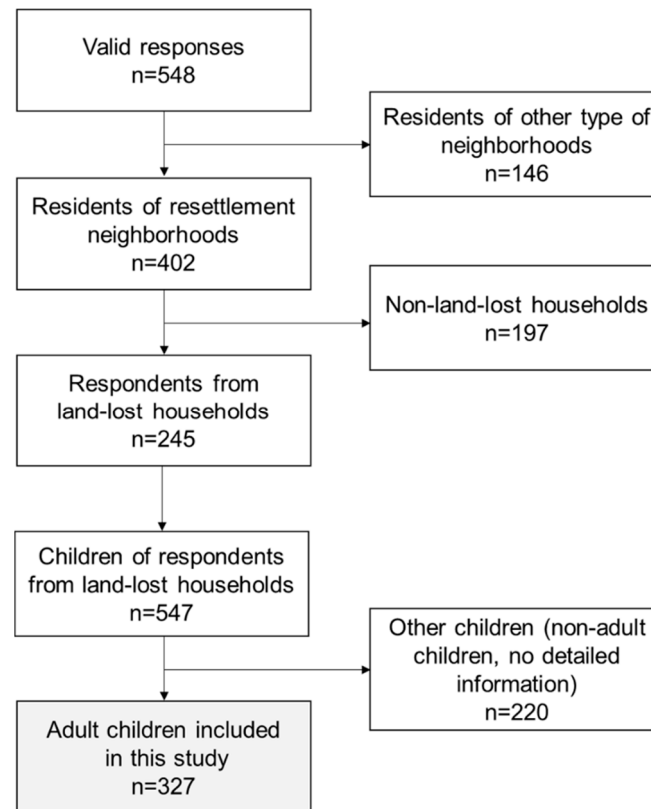 Valid responses
n=548
Residents of other type of
neighborhoods
n=146
Residents of resettlement
neighborhoods
n=402
Non-land-lost households
n=197
Respondents from
land-lost households
n=245
Children of respondents
from land-lost households
n=547
Other children (non-adult
children, no detailed
information)
n=220
Adult children included
in this study
n=327